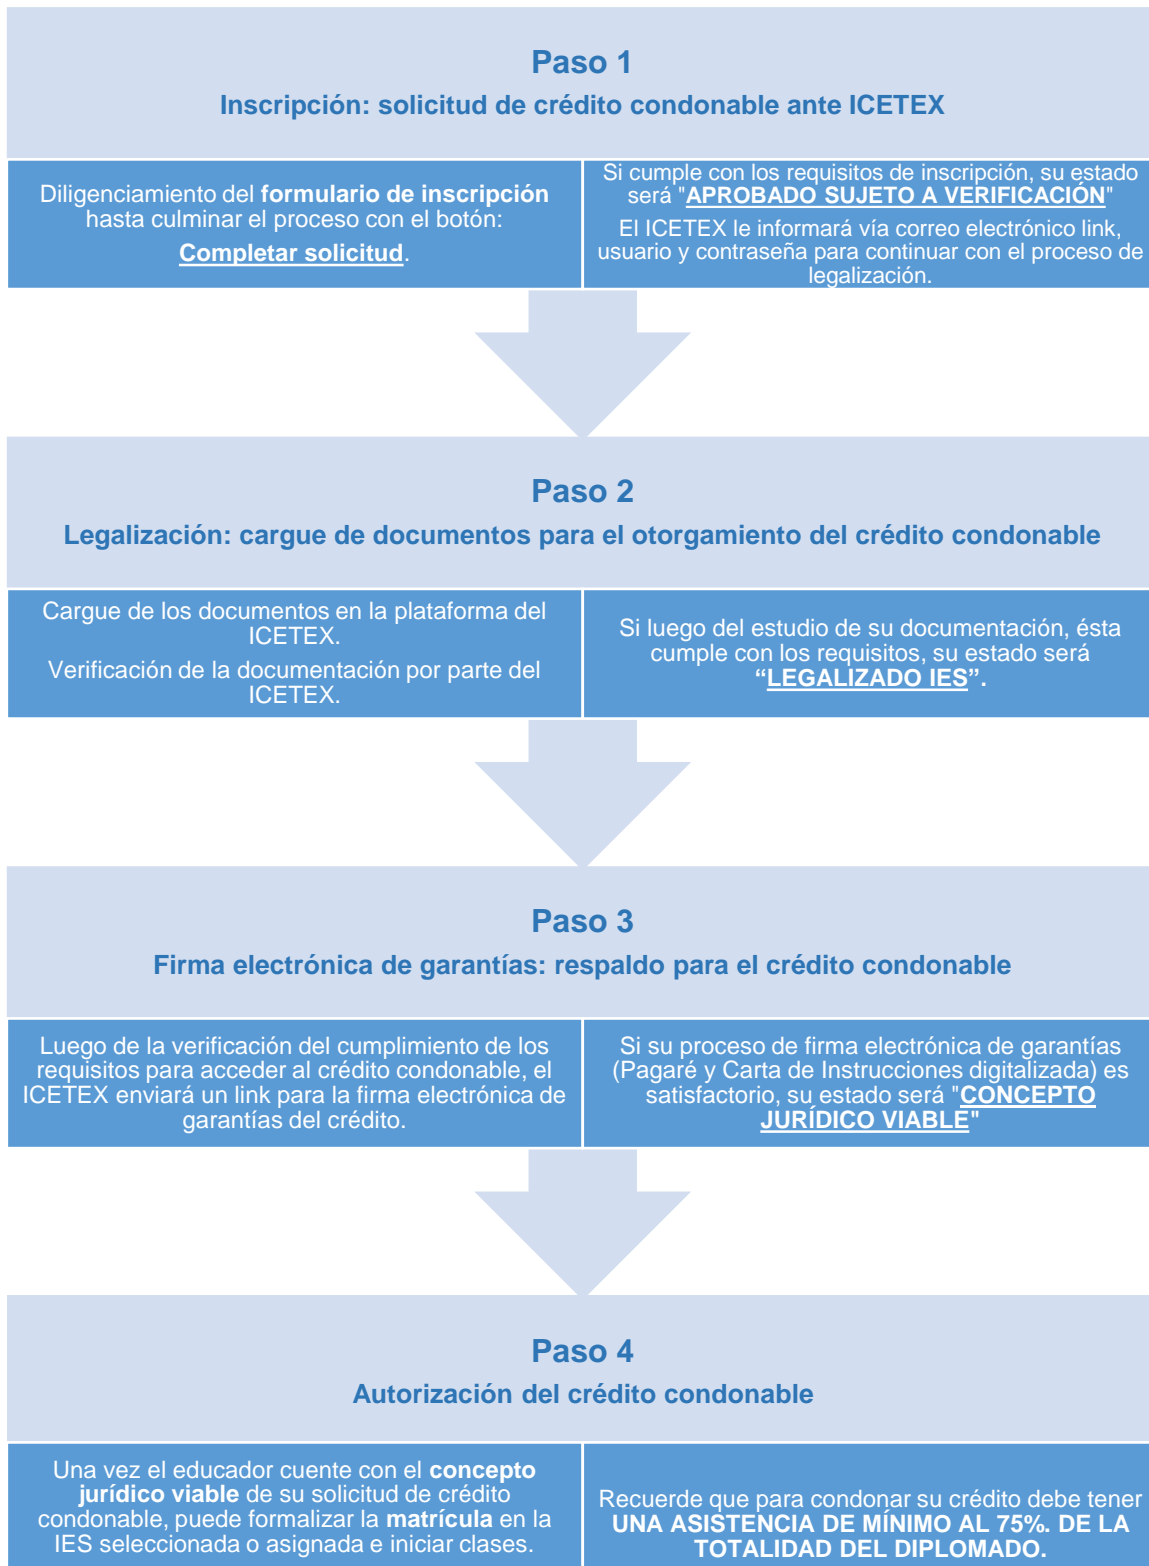 Paso 1
Inscripción: solicitud de crédito condonable ante ICETEX
Diligenciamiento del formulario de inscripción
hasta culminar el proceso con el botón:
Completar solicitud.
Si cumple con los requisitos de inscripción, su estado
será "APROBADO SUJETO A VERIFICACIÓN"
El ICETEX le informará vía correo electrónico link,
usuario y contraseña para continuar con el proceso de
legalización.
Paso 2
Legalización: cargue de documentos para el otorgamiento del crédito condonable
Cargue de los documentos en la plataforma del
ICETEX.
Verificación de la documentación por parte del
ICETEX.
Si luego del estudio de su documentación, ésta
cumple con los requisitos, su estado será
“LEGALIZADO IES”.
Paso 3
Firma electrónica de garantías: respaldo para el crédito condonable
Luego de la verificación del cumplimiento de los
requisitos para acceder al crédito condonable, el
ICETEX enviará un link para la firma electrónica de
garantías del crédito.
Si su proceso de firma electrónica de garantías
(Pagaré y Carta de Instrucciones digitalizada) es
satisfactorio, su estado será "CONCEPTO
JURÍDICO VIABLE"
Paso 4
Autorización del crédito condonable
Una vez el educador cuente con el concepto
jurídico viable de su solicitud de crédito
condonable, puede formalizar la matrícula en la
IES seleccionada o asignada e iniciar clases.
Recuerde que para condonar su crédito debe tener
UNA ASISTENCIA DE MÍNIMO AL 75%. DE LA
TOTALIDAD DEL DIPLOMADO.